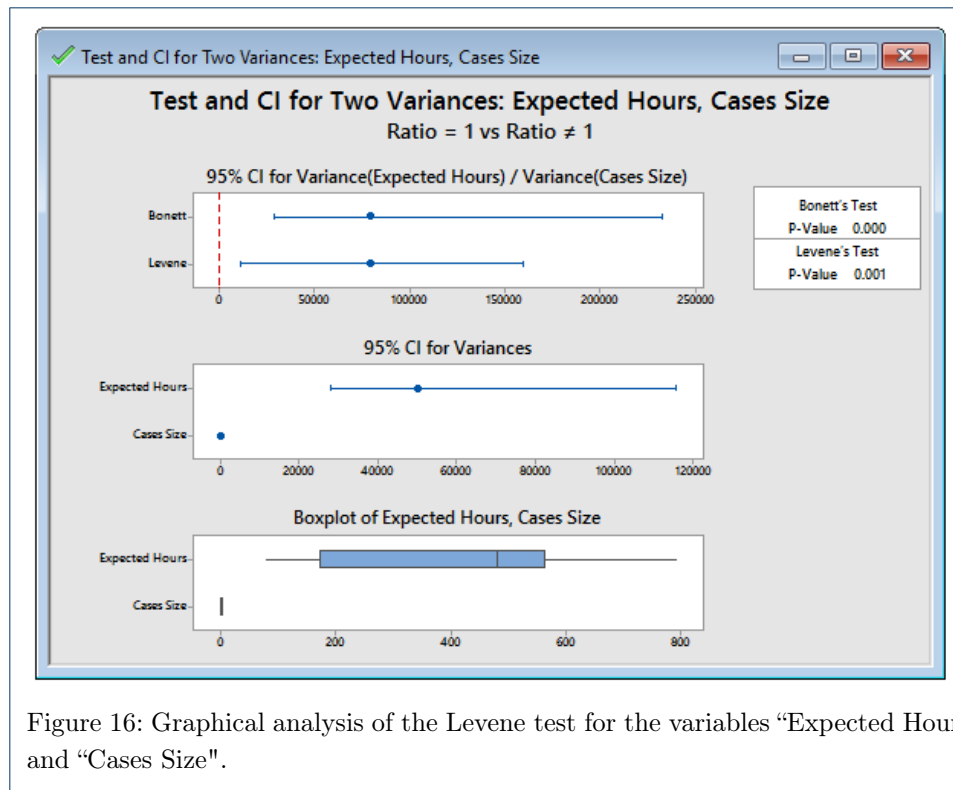 Test and CI for Two Variances: Expected Hours, Cases Size
Test and CI for Two Variances: Expected Hours, Cases Size
Ratio = 1 vs Ratio ≠ 1
95% CI for Variance(Expected Hours) / Variance(Cases Size)
Bonett
Levene
0 50000 100000 150000 200000 250000
Bonett's Test
P-Value 0.000
Levene's Test
P-Value 0.001
95% CI for Variances
Expected Hours
Cases Size
0 20000 40000 60000 80000 100000 120000
Boxplot of Expected Hours, Cases Size
Expected Hours
Cases Size
0 200 400 600 800
Figure 16: Graphical analysis of the Levene test for the variables “Expected Hour
and “Cases Size".